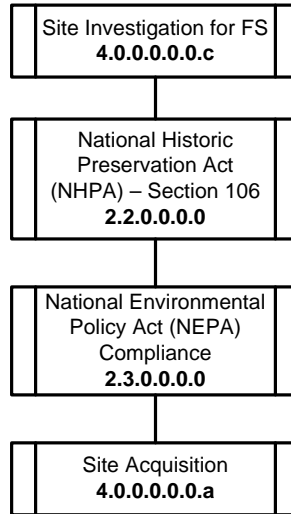 Site Investigation for FS
4.0.0.0.0.0.c
National Historic
Preservation Act
(NHPA) – Section 106
2.2.0.0.0.0
National Environmental
Policy Act (NEPA)
Compliance
2.3.0.0.0.0
Site Acquisition
4.0.0.0.0.0.a